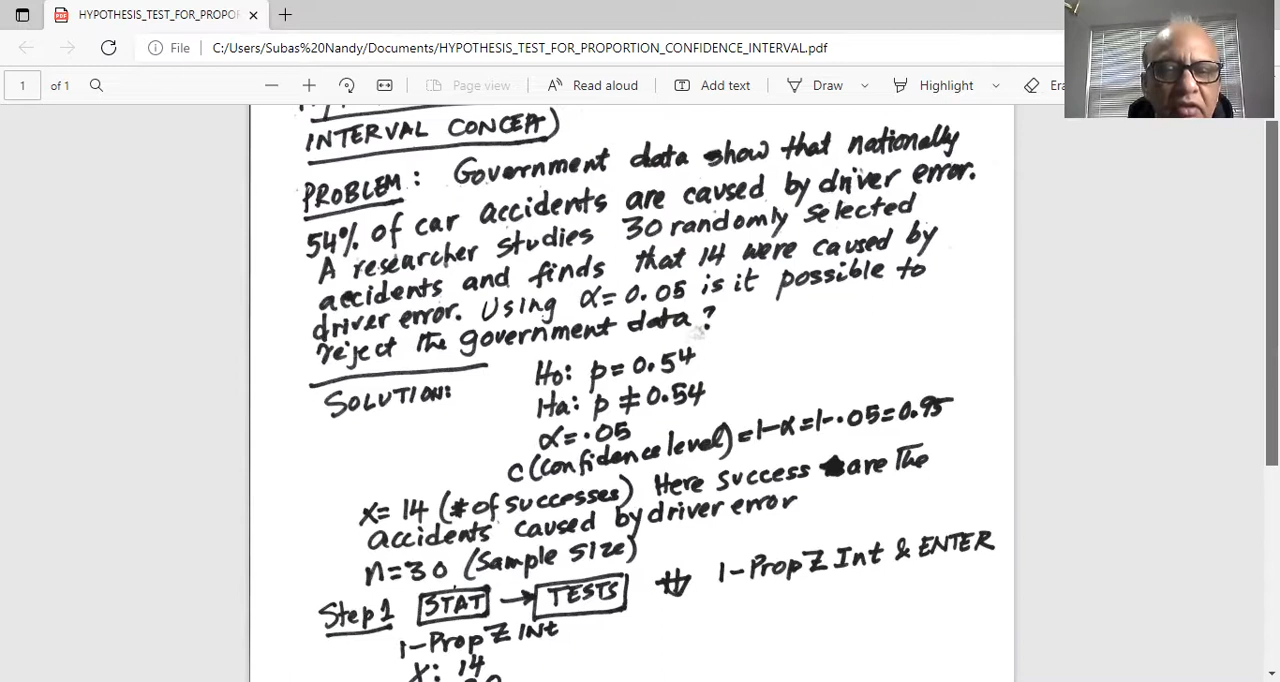 HYPOTHESIS_TEST_FOR_PROPOR
File C:/Users/Subas%20Nandy/Documents/HYPOTHESIS_TEST_FOR_PROPORTION_CONFIDENCE_INTERVAL.pdf
1 of 1 Page view Read aloud Add text Draw Highlight Era
INTERVAL CONCEPT)
PROBLEM: Government data show that nationally
54% of car accidents are caused by driver error.
A researcher studies 30 randomly selected
accidents and finds that 14 were caused by
driver error. Using α=0.05 is it possible to
reject the government data?
SOLUTION:
Ho: p=0.54
Ha: p≠0.54
α=.05
C(confidence level)=1-α=1-.05=0.95
X=14 (# of successes) Here success are the
accidents caused by driver error
n=30 (Sample size)
Step1 STAT → TESTS ⇓ 1-PropZInt & ENTER
1-PropZINt
X: 14